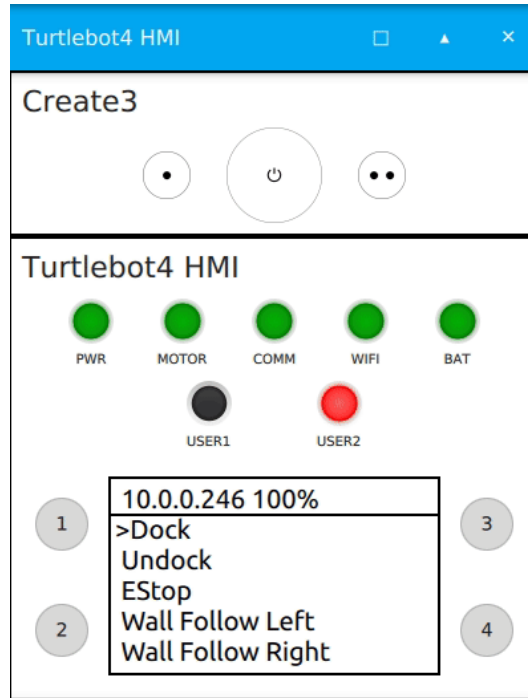 Turtlebot4 HMI
Create3
Turtlebot4 HMI
PWR MOTOR COMM WIFI BAT
USER1 USER2
10.0.0.246 100%
>Dock
Undock
EStop
Wall Follow Left
Wall Follow Right
1
2
3
4